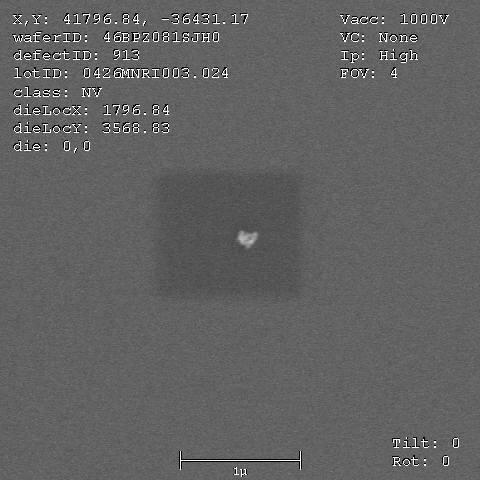 X,Y: 41796.84, -36431.17
waferID: 46BPZ081SJH0
defectID: 913
lotID: 0426MNRI003.024
class: NV
dieLocX: 1796.84
dieLocY: 3568.83
die: 0,0
Vacc: 1000V
VC: None
Ip: High
FOV: 4
1µ
Tilt: 0
Rot: 0